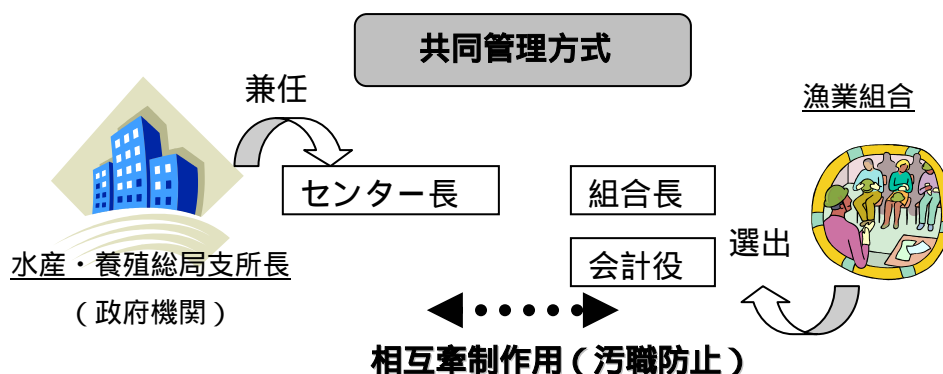 共同管理方式
兼任
漁業組合
センター長
組合長
選出
会計役
水産・養殖総局支所長
(政府機関)
相互牽制作用(汚職防止)